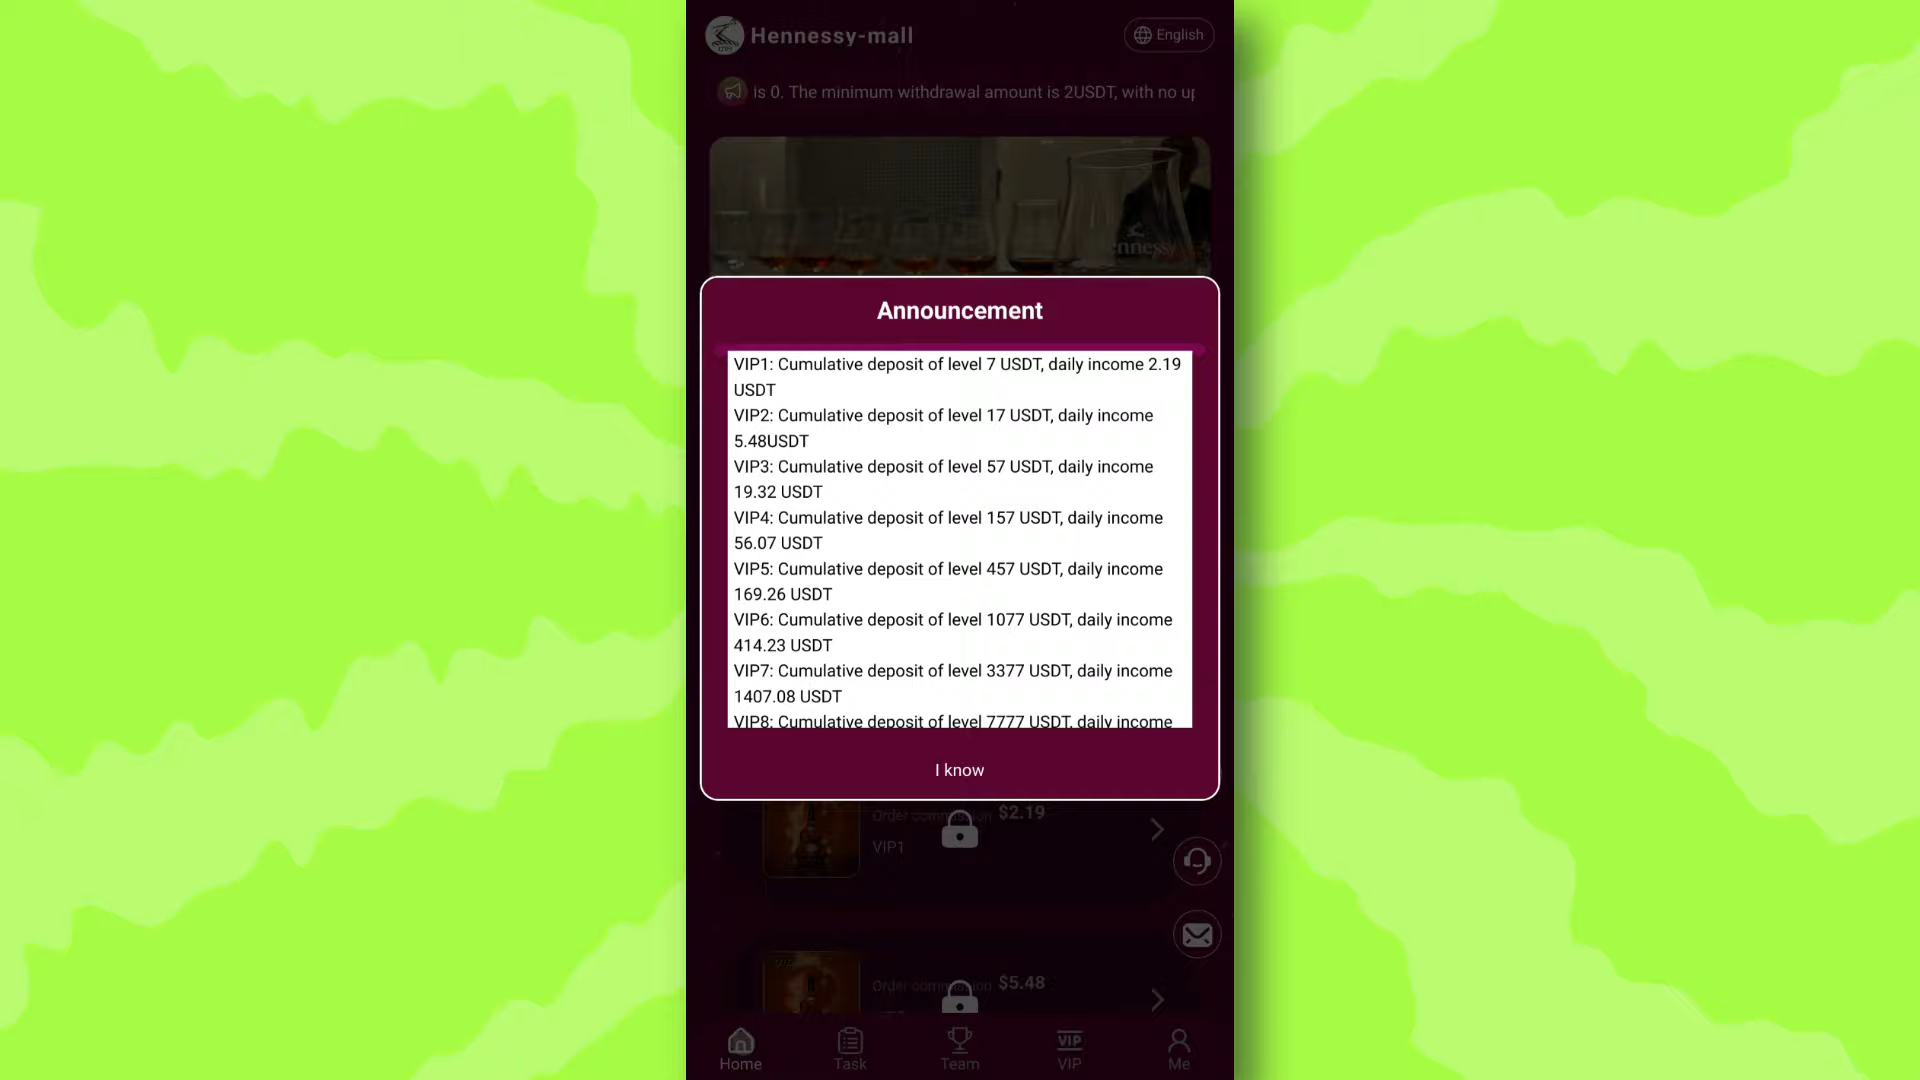 Hennessy-mall
English
is 0. The minimum withdrawal amount is 2USDT, with no up
ennessy
Announcement
VIP1: Cumulative deposit of level 7 USDT, daily income 2.19
USDT
VIP2: Cumulative deposit of level 17 USDT, daily income
5.48USDT
VIP3: Cumulative deposit of level 57 USDT, daily income
19.32 USDT
VIP4: Cumulative deposit of level 157 USDT, daily income
56.07 USDT
VIP5: Cumulative deposit of level 457 USDT, daily income
169.26 USDT
VIP6: Cumulative deposit of level 1077 USDT, daily income
414.23 USDT
VIP7: Cumulative deposit of level 3377 USDT, daily income
1407.08 USDT
VIP8: Cumulative deposit of level 7777 USDT, daily income
I know
Order commission $2.19
VIP1
Order commission $5.48
VIP
Home
Task
Team
VIP
Me